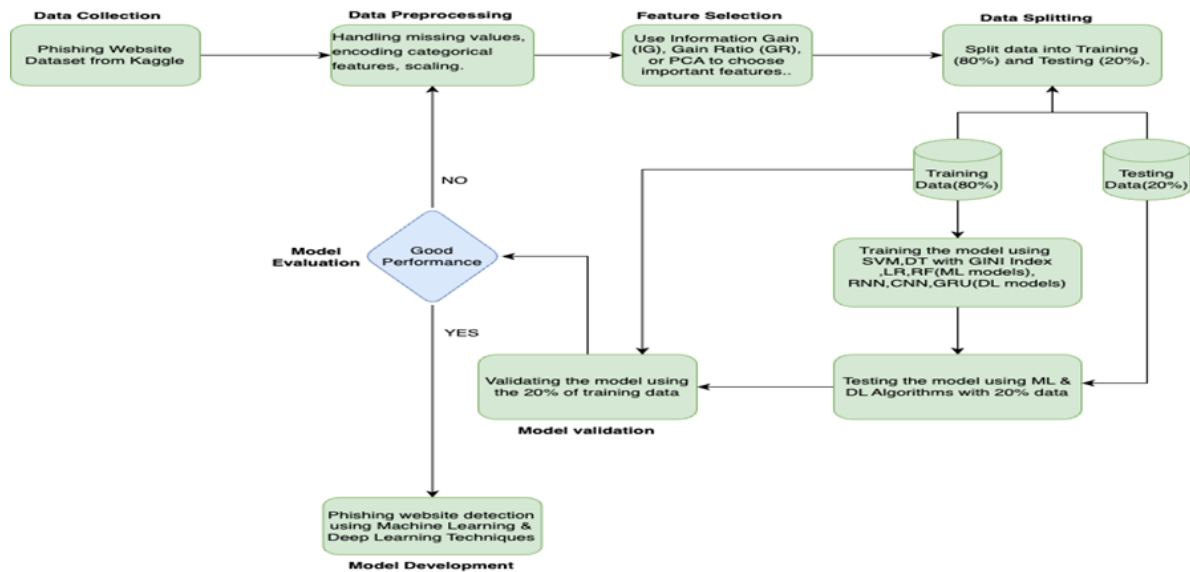 Data Collection
Phishing Website
Dataset from Kaggle
Data Preprocessing
Handling missing values,
encoding categorical
features, scaling.
Feature Selection
Use Information Gain
(IG), Gain Ratio (GR),
or PCA to choose
important features..
Data Splitting
Split data into Training
(80%) and Testing (20%).
Training
Data(80%)
Testing
Data(20%)
Training the model using
SVM,DT with GINI Index
,LR,RF(ML models),
RNN,CNN,GRU(DL models)
Testing the model using ML &
DL Algorithms with 20% data
Validating the model using
the 20% of training data
Model validation
Model
Evaluation
Good
Performance
NO
YES
Phishing website detection
using Machine Learning &
Deep Learning Techniques
Model Development